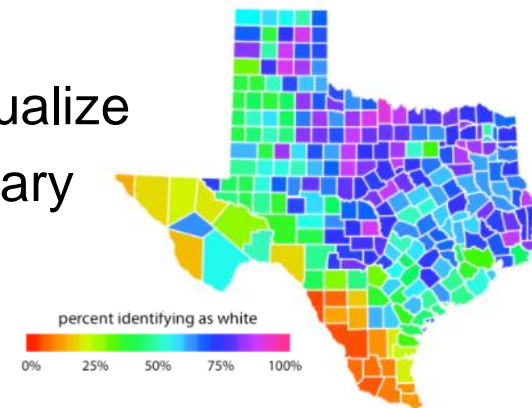 ualize
ary
percent identifying as white
0% 25% 50% 75% 100%